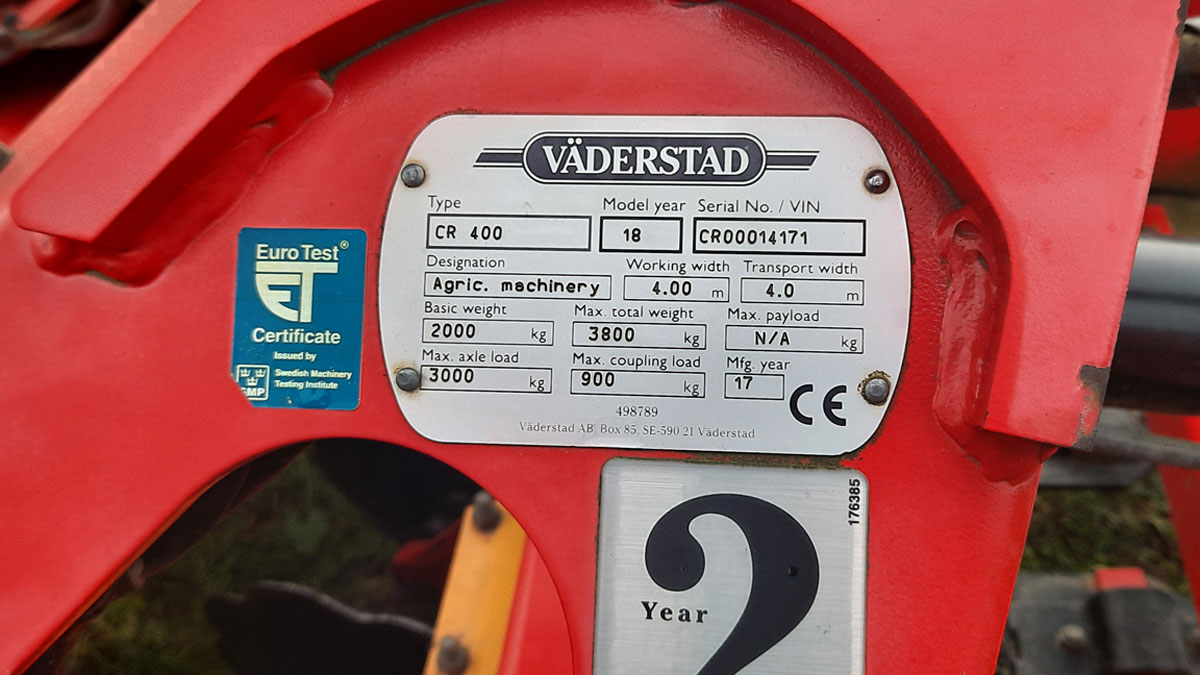 VÄDERSTAD
Type Model year Serial No. / VIN
CR 400 18 CR00014171
Designation Working width Transport width
Agric. machinery 4.00 m 4.0 m
Basic weight Max. total weight Max. payload
2000 kg 3800 kg N/A kg
Max. axle load Max. coupling load Mfg. year
3000 kg 900 kg 17
CE
498789
Väderstad AB, Box 85, SE-590 21 Väderstad
Euro Test®
ET
Certificate
Issued by
Swedish Machinery
Testing Institute
SMP
176385
2
Year